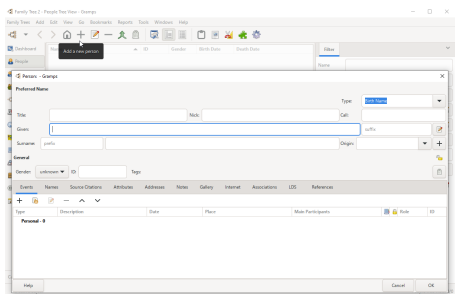 Family Tree 2 - People Tree View - Gramps
Family Trees Add Edit View Go Bookmarks Reports Tools Windows Help
Dashboard
ID Gender Birth Date Death Date
Filter
People
Add a new person
Name
Person: - Gramps
Preferred Name
Type: Birth Name
Title: Nick: Call:
Given: suffix
Surname: prefix Origin:
General
Gender: unknown ID: Tags:
Events Names Source Citations Attributes Addresses Notes Gallery Internet Associations LDS References
Type Description Date Place Main Participants Role ID
Personal - 0
Help Cancel OK